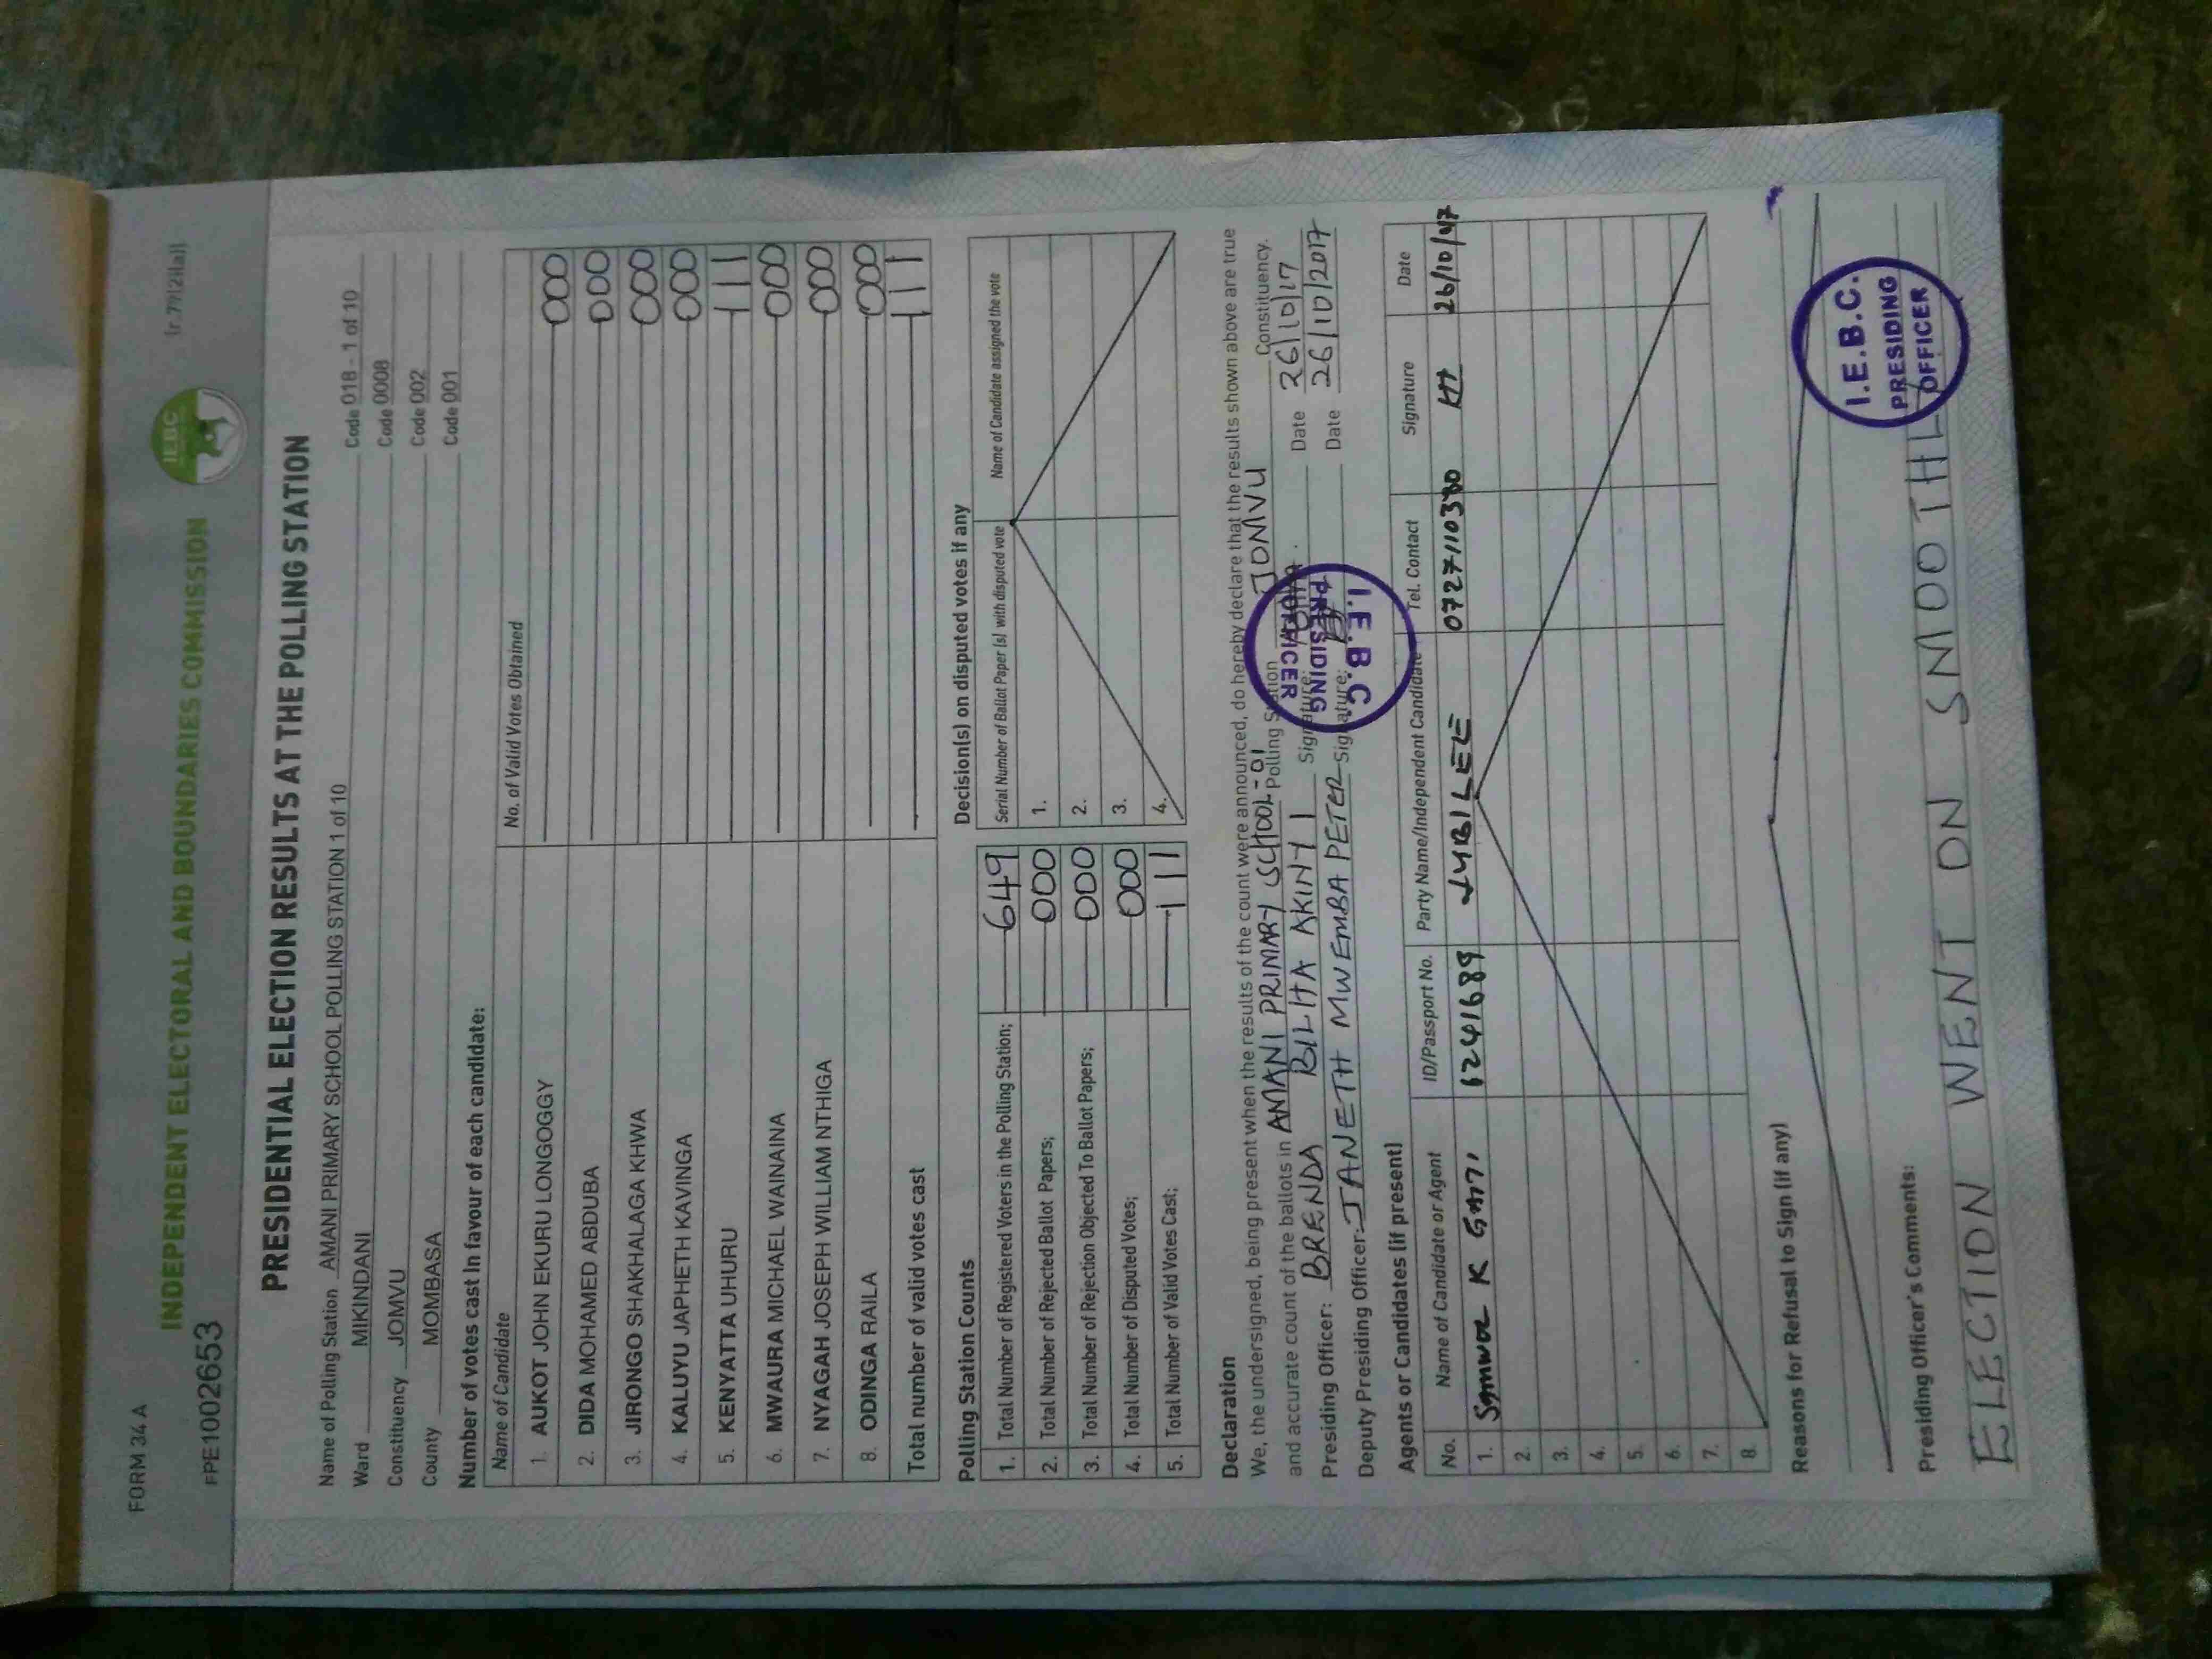 FORM 34 A
(r.79(2)(a))
INDEPENDENT ELECTORAL AND BOUNDARIES COMMISSION
IEBC
FPE1002653
PRESIDENTIAL ELECTION RESULTS AT THE POLLING STATION
Name of Polling Station AMANI PRIMARY SCHOOL POLLING STATION 1 of 10 Code 018 - 1 of 10
Ward MIKINDANI Code 0008
Constituency JOMVU Code 002
County MOMBASA Code 001
Number of votes cast In favour of each candidate:
Name of Candidate No. of Valid Votes Obtained
1. AUKOT JOHN EKURU LONGOGGY 000
2. DIDA MOHAMED ABDUBA 000
3. JIRONGO SHAKHALAGA KHWA 000
4. KALUYU JAPHETH KAVINGA 000
5. KENYATTA UHURU 111
6. MWAURA MICHAEL WAINAINA 000
7. NYAGAH JOSEPH WILLIAM NTHIGA 000
8. ODINGA RAILA 000
Total number of valid votes cast 111
Polling Station Counts
1. Total Number of Registered Voters in the Polling Station; 649
2. Total Number of Rejected Ballot Papers; 000
3. Total Number of Rejection Objected To Ballot Papers; 000
4. Total Number of Disputed Votes; 000
5. Total Number of Valid Votes Cast; 111
Decision(s) on disputed votes if any
Serial Number of Ballot Paper (s) with disputed vote Name of Candidate assigned the vote
1.
2.
3.
4.
Declaration
We, the undersigned, being present when the results of the count were announced, do hereby declare that the results shown above are true
and accurate count of the ballots in AMANI PRIMARY SCHOOL - 01 Polling Station JOMVU Constituency.
Presiding Officer: BRENDA BILHA AKINYI Signature: Date 26/10/17
Deputy Presiding Officer: JANETH MWEMBA PETER Signature: Date 26/10/2017
I.E.B.C.
PRESIDING
OFFICER
Agents or Candidates (if present)
No. Name of Candidate or Agent ID/Passport No. Party Name/Independent Candidate Tel. Contact Signature Date
1. K JUBILEE 26/10/17
2.
3.
4.
5.
6.
7.
8.
Reasons for Refusal to Sign (if any)
Presiding Officer's Comments:
ELECTION WENT ON SMOOTHLY
I.E.B.C.
PRESIDING
OFFICER